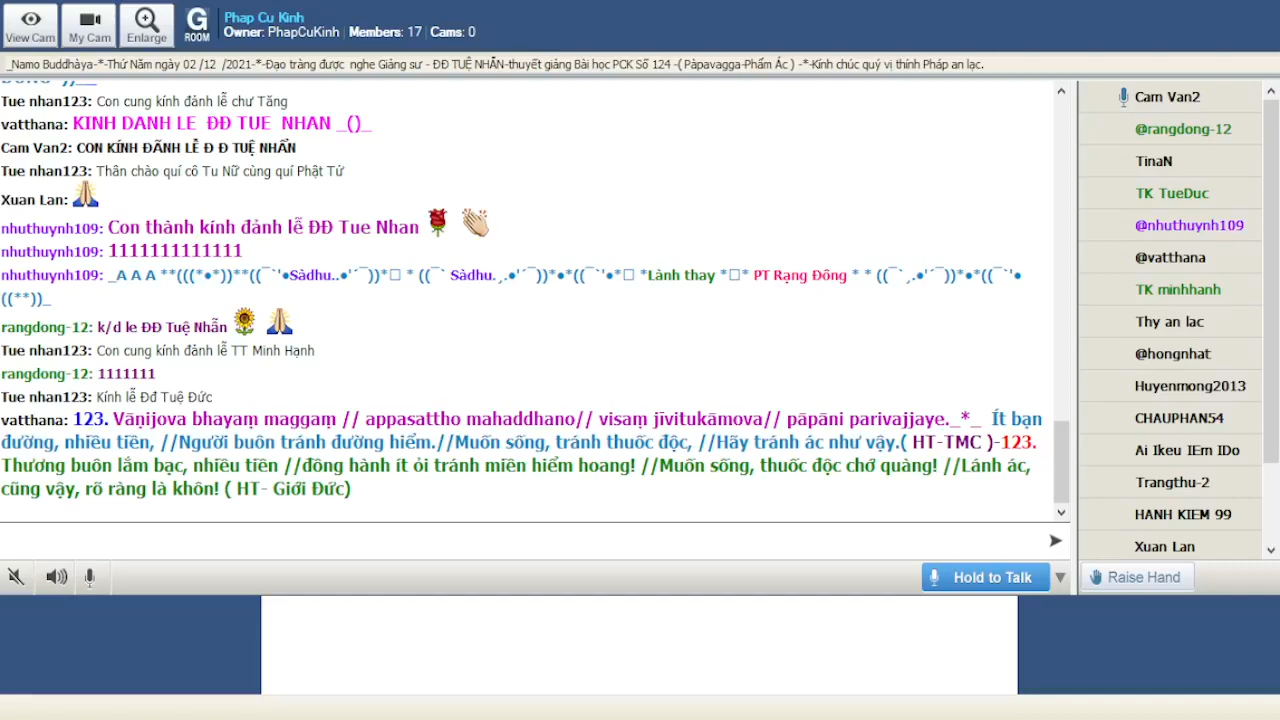 Phap Cu Kinh
Owner: PhapCuKinh | Members: 17 | Cams: 0
View Cam
My Cam
Enlarge
G ROOM
_Namo Buddhàya-*-Thứ Năm ngày 02 /12 /2021-*-Đạo tràng được nghe Giảng sư - ĐĐ TUỆ NHẪN-thuyết giảng Bài học PCK Số 124 -( Pàpavagga-Phẩm Ác ) -*-Kính chúc quý vị thính Pháp an lạc.
Tue nhan123: Con cung kính đảnh lễ chư Tăng
vatthana: KINH DANH LE ĐĐ TUE NHAN _()_
Cam Van2: CON KÍNH ĐÃNH LỄ Đ Đ TUỆ NHẨN
Tue nhan123: Thân chào quí cô Tu Nữ cùng quí Phật Tử
Xuan Lan:
nhuthuynh109: Con thành kính đảnh lễ ĐĐ Tue Nhan
nhuthuynh109: 1111111111111
nhuthuynh109: _A A A **(((*•*))**((¯`'•Sàdhu..•'´¯))*□ * ((¯` Sàdhu.¸.•'´¯))*•*((¯`'•*□ *Lành thay *□* PT Rạng Đông * * ((¯`¸.•'´¯))*•*((¯`'•
((**))_
rangdong-12: k/d le ĐĐ Tuệ Nhẫn
Tue nhan123: Con cung kính đảnh lễ TT Minh Hạnh
rangdong-12: 1111111
Tue nhan123: Kính lễ Đđ Tuệ Đức
vatthana: 123. Vāṇijova bhayaṃ maggaṃ // appasattho mahaddhano// visaṃ jīvitukāmova// pāpāni parivajjaye._*_ Ít bạn
đường, nhiều tiền, //Người buôn tránh đường hiểm.//Muốn sống, tránh thuốc độc, //Hãy tránh ác như vậy.( HT-TMC )-123.
Thương buôn lắm bạc, nhiều tiền //đồng hành ít ỏi tránh miền hiểm hoang! //Muốn sống, thuốc độc chớ quàng! //Lánh ác,
cũng vậy, rõ ràng là khôn! ( HT- Giới Đức)
Cam Van2
@rangdong-12
TinaN
TK TueDuc
@nhuthuynh109
@vatthana
TK minhhanh
Thy an lac
@hongnhat
Huyenmong2013
CHAUPHAN54
Ai Ikeu IEm IDo
Trangthu-2
HANH KIEM 99
Xuan Lan
Hold to Talk
Raise Hand